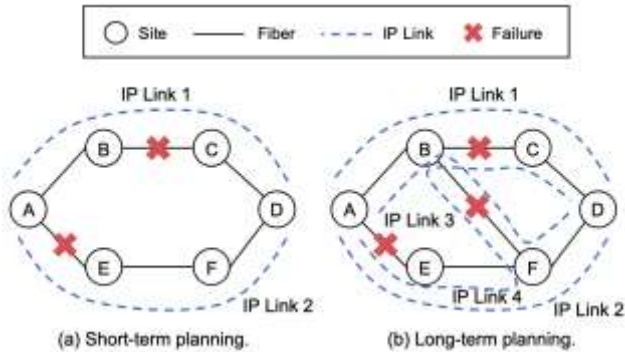 Site Fiber IP Link Failure
IP Link 1 IP Link 1
B C B C
A D A D
IP Link 3
E F E F
IP Link 4
IP Link 2 IP Link 2
(a) Short-term planning. (b) Long-term planning.